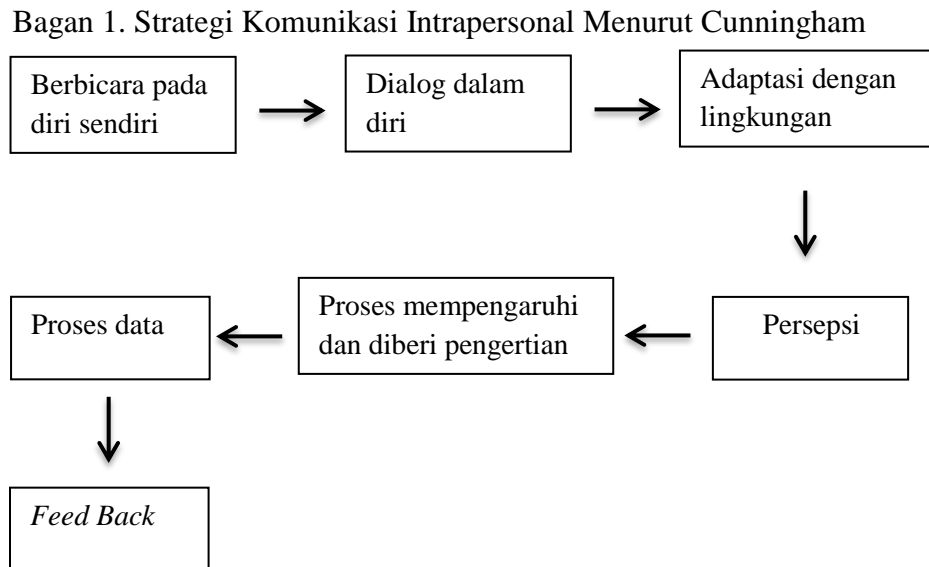 Bagan 1. Strategi Komunikasi Intrapersonal Menurut Cunningham
Berbicara pada
diri sendiri
Dialog dalam
diri
Adaptasi dengan
lingkungan
Persepsi
Proses mempengaruhi
dan diberi pengertian
Proses data
Feed Back